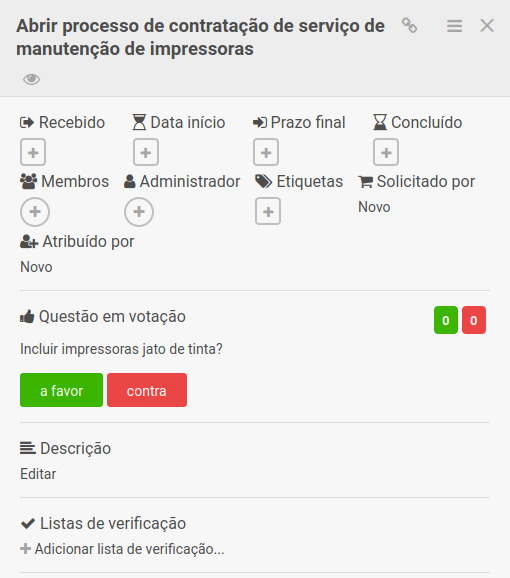 Abrir processo de contratação de serviço de
manutenção de impressoras
Recebido Data início Prazo final Concluído
Membros Administrador Etiquetas Solicitado por
Novo
Atribuído por
Novo
Questão em votação 0 0
Incluir impressoras jato de tinta?
a favor contra
Descrição
Editar
Listas de verificação
Adicionar lista de verificação...